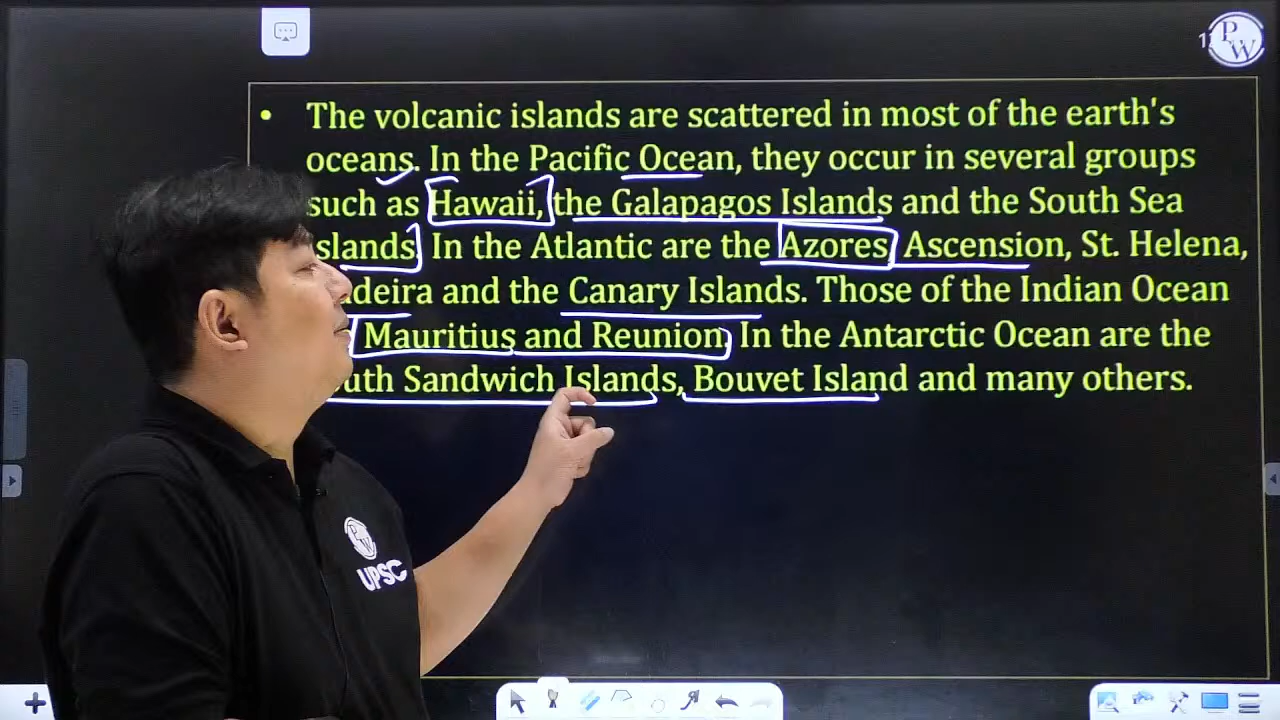 PW
• The volcanic islands are scattered in most of the earth's
oceans. In the Pacific Ocean, they occur in several groups
such as Hawaii, the Galapagos Islands and the South Sea
slands. In the Atlantic are the Azores, Ascension, St. Helena,
deira and the Canary Islands. Those of the Indian Ocean
Mauritius and Reunion. In the Antarctic Ocean are the
uth Sandwich Islands, Bouvet Island and many others.
PW
UPSC